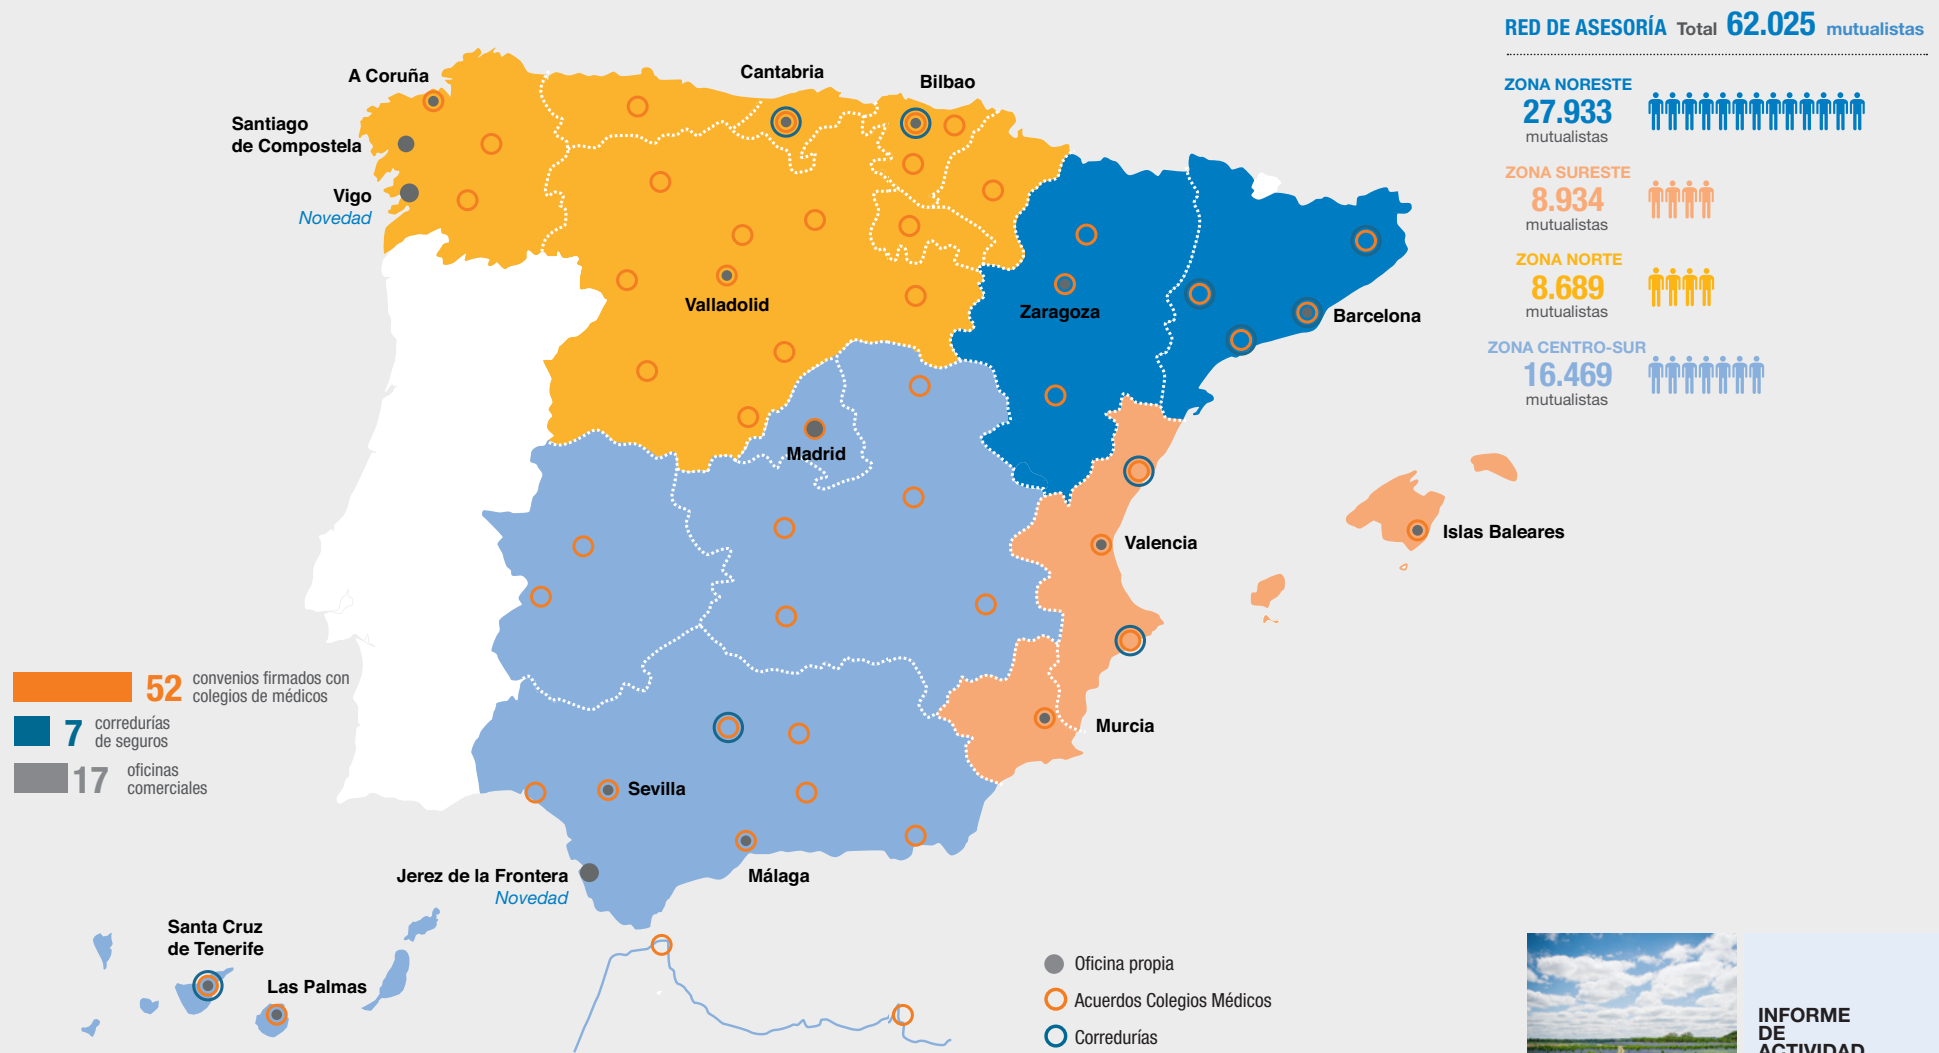 RED DE ASESORÍA Total 62.025 mutualistas
ZONA NORESTE
27.933
mutualistas
ZONA SURESTE
8.934
mutualistas
ZONA NORTE
8.689
mutualistas
ZONA CENTRO-SUR
16.469
mutualistas
A Coruña
Cantabria
Bilbao
Santiago
de Compostela
Vigo
Novedad
Valladolid
Zaragoza
Barcelona
Madrid
Valencia
Islas Baleares
Murcia
Sevilla
Málaga
Jerez de la Frontera
Novedad
Santa Cruz
de Tenerife
Las Palmas
52 convenios firmados con
colegios de médicos
7 corredurías
de seguros
17 oficinas
comerciales
Oficina propia
Acuerdos Colegios Médicos
Corredurías
INFORME
DE
ACTIVIDAD